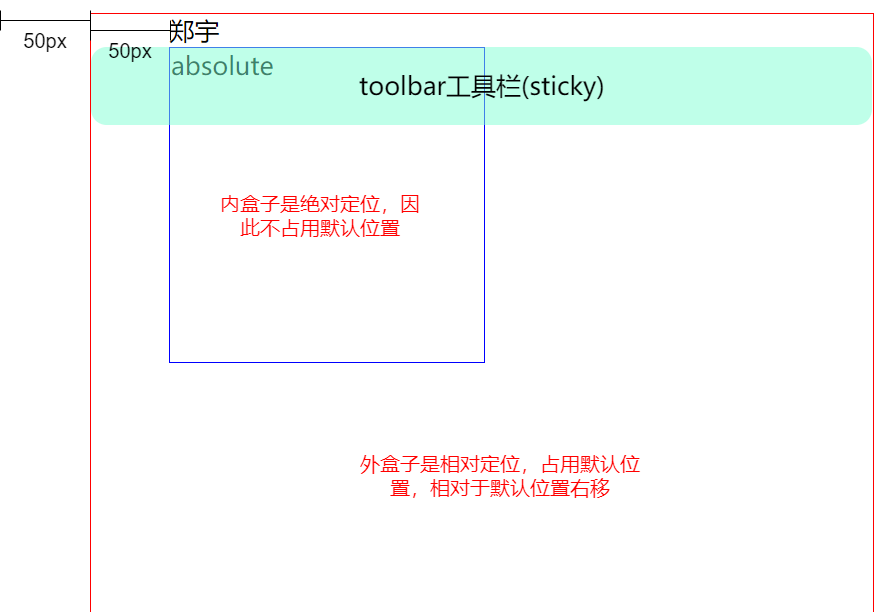 郑宇
50px
50px
absolute
toolbar工具栏(sticky)
内盒子是绝对定位，因
此不占用默认位置
外盒子是相对定位，占用默认位
置，相对于默认位置右移